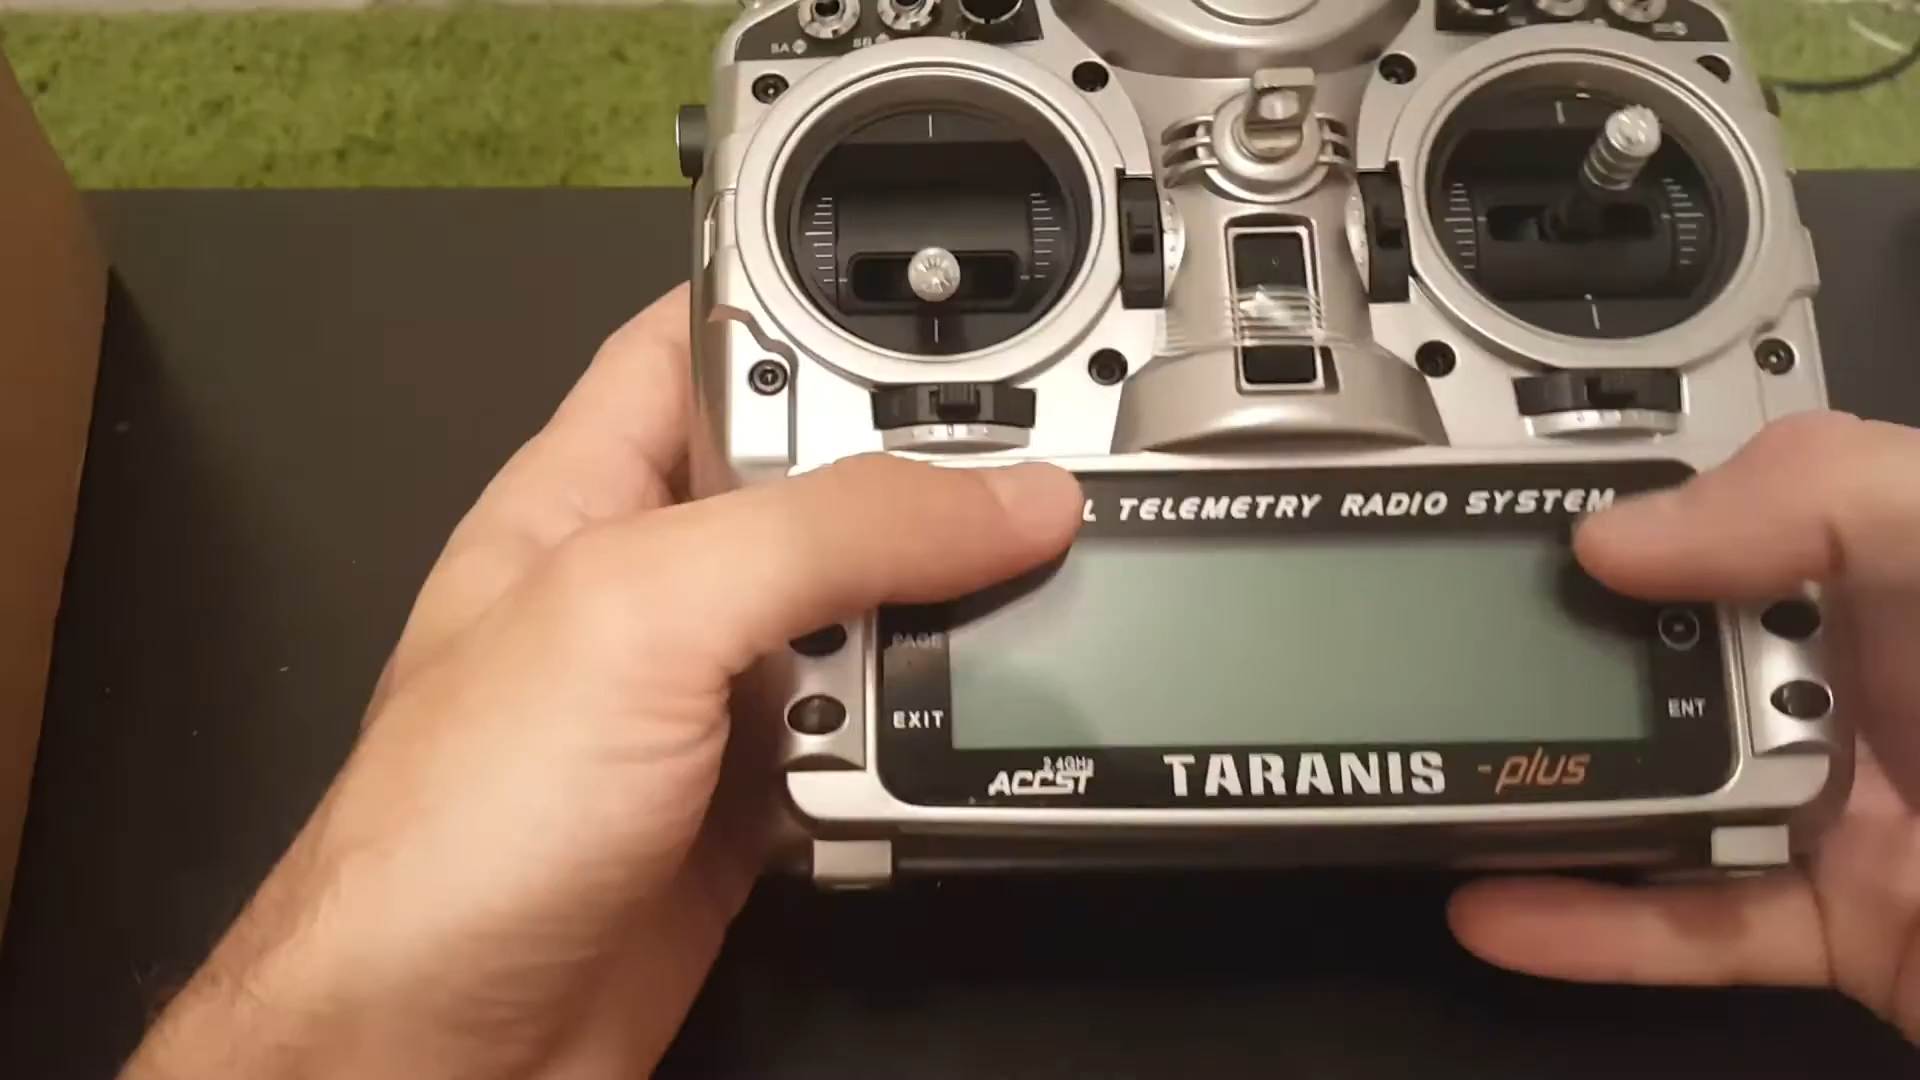 SA SB S1
L TELEMETRY RADIO SYSTEM
PAGE
EXIT
ENT
2.4GHz
ACCST
TARANIS -plus